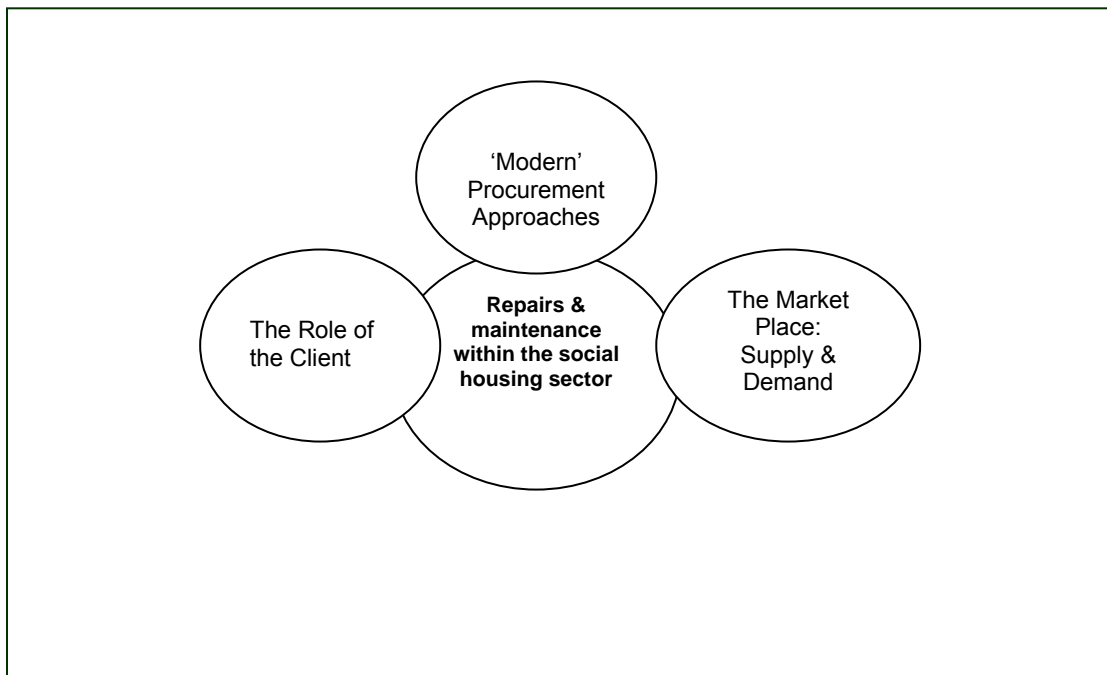 ‘Modern’
Procurement
Approaches
The Role of
the Client
Repairs &
maintenance
within the social
housing sector
The Market
Place:
Supply &
Demand